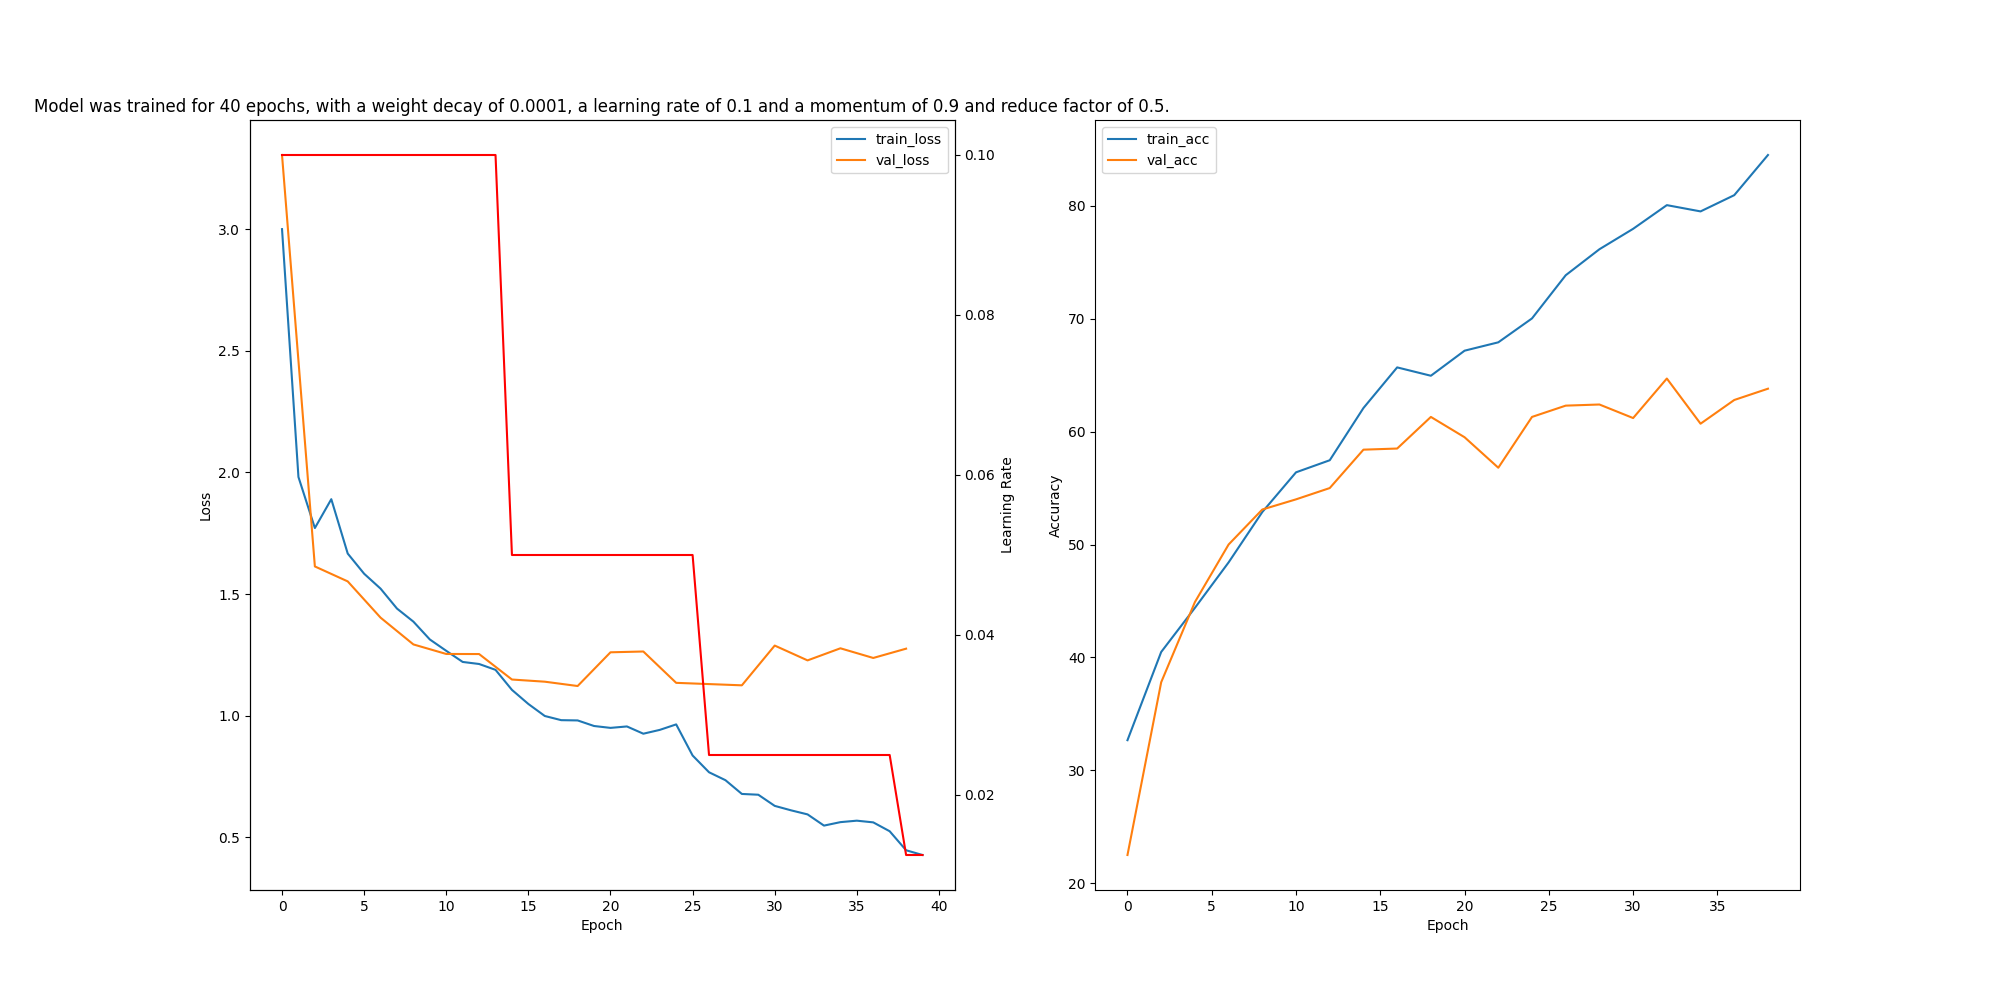 Model was trained for 40 epochs, with a weight decay of 0.0001, a learning rate of 0.1 and a momentum of 0.9 and reduce factor of 0.5.
train_loss
val_loss
3.0
2.5
2.0
1.5
1.0
0.5
Loss
0.10
0.08
0.06
0.04
0.02
Learning Rate
0 5 10 15 20 25 30 35 40
Epoch
train_acc
val_acc
80
70
60
50
40
30
20
Accuracy
0 5 10 15 20 25 30 35
Epoch